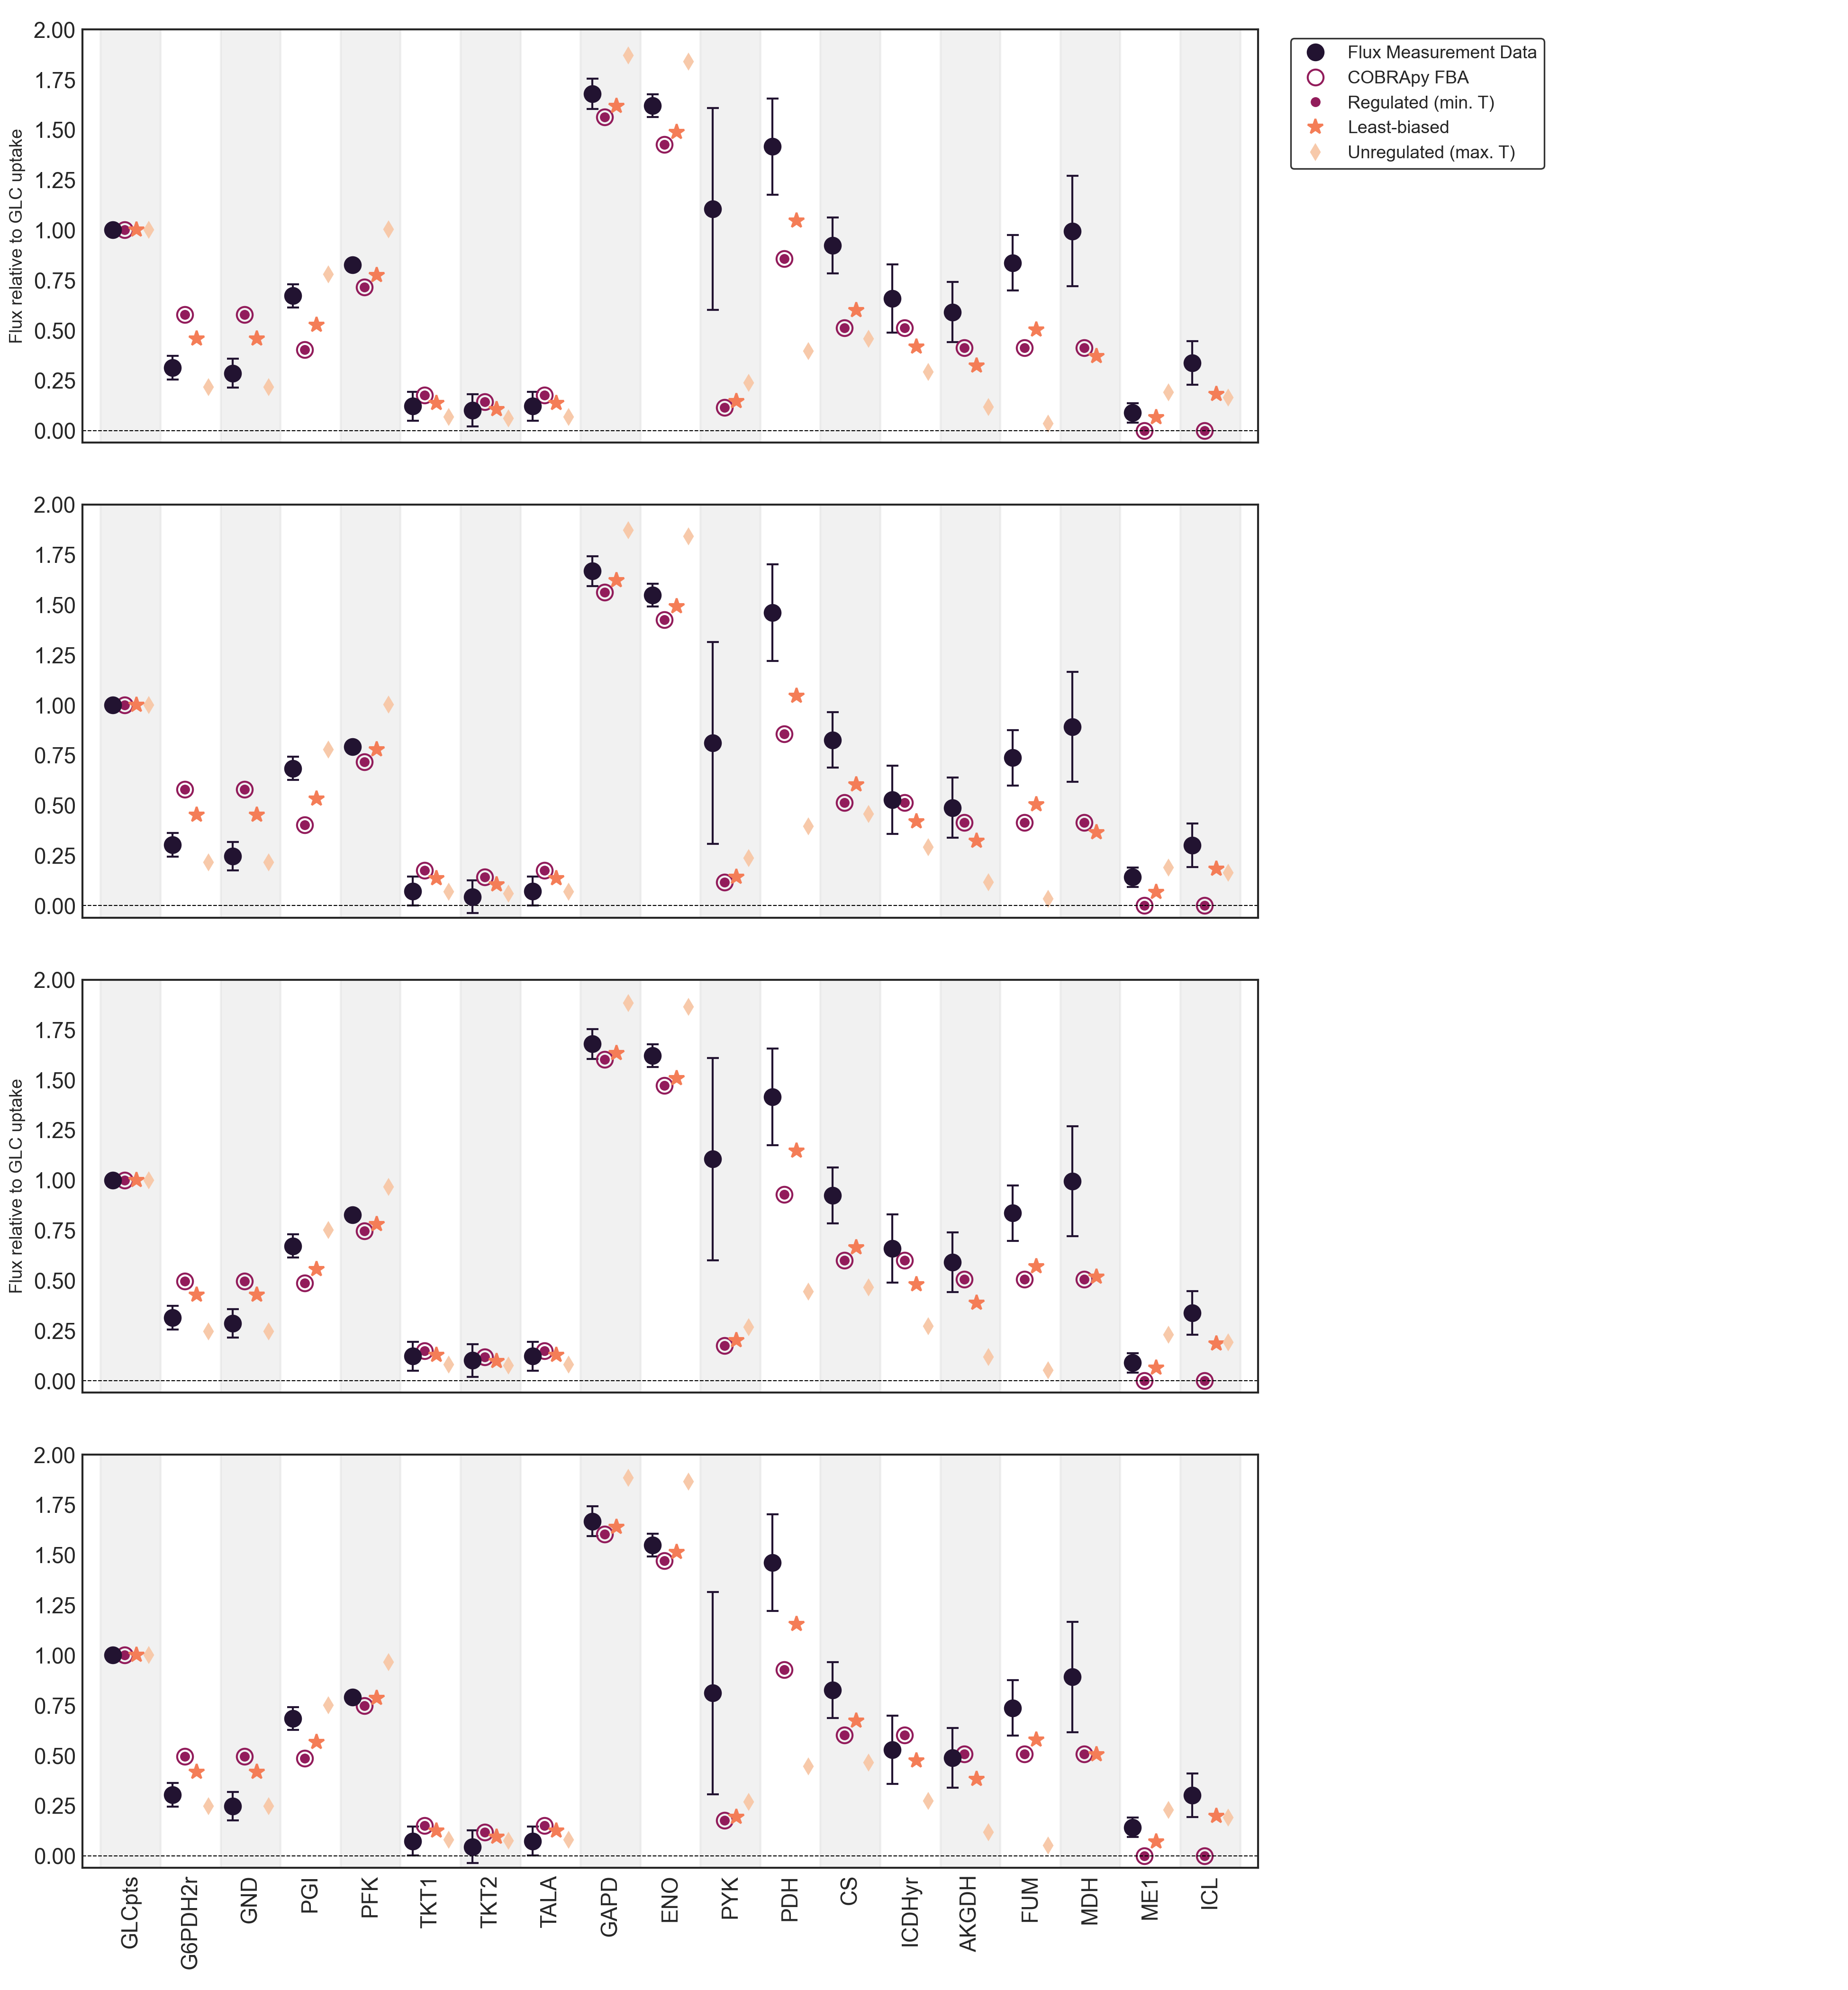 2.00
1.75
1.50
1.25
1.00
0.75
0.50
0.25
0.00
Flux relative to GLC uptake
Flux Measurement Data
COBRApy FBA
Regulated (min. T)
Least-biased
Unregulated (max. T)
2.00
1.75
1.50
1.25
1.00
0.75
0.50
0.25
0.00
2.00
1.75
1.50
1.25
1.00
0.75
0.50
0.25
0.00
Flux relative to GLC uptake
2.00
1.75
1.50
1.25
1.00
0.75
0.50
0.25
0.00
GLCpts
G6PDH2r
GND
PGI
PFK
TKT1
TKT2
TALA
GAPD
ENO
PYK
PDH
CS
ICDHyr
AKGDH
FUM
MDH
ME1
ICL